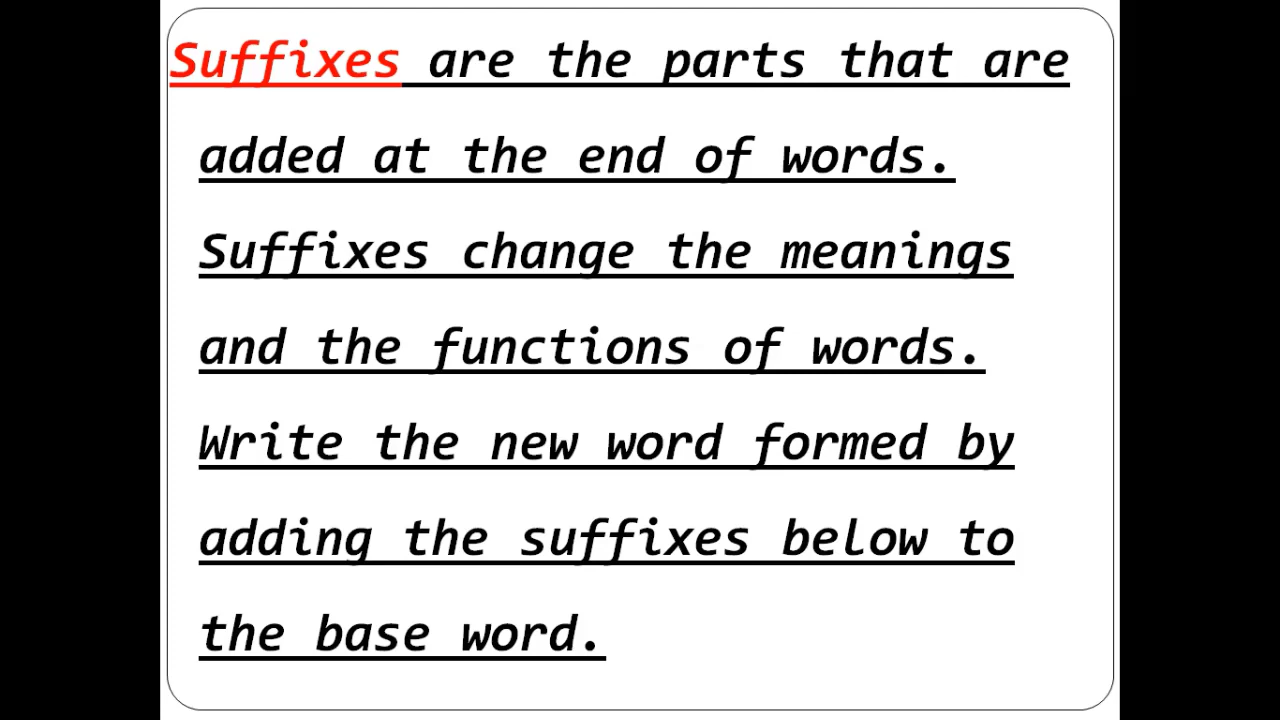 Suffixes are the parts that are
added at the end of words.
Suffixes change the meanings
and the functions of words.
Write the new word formed by
adding the suffixes below to
the base word.